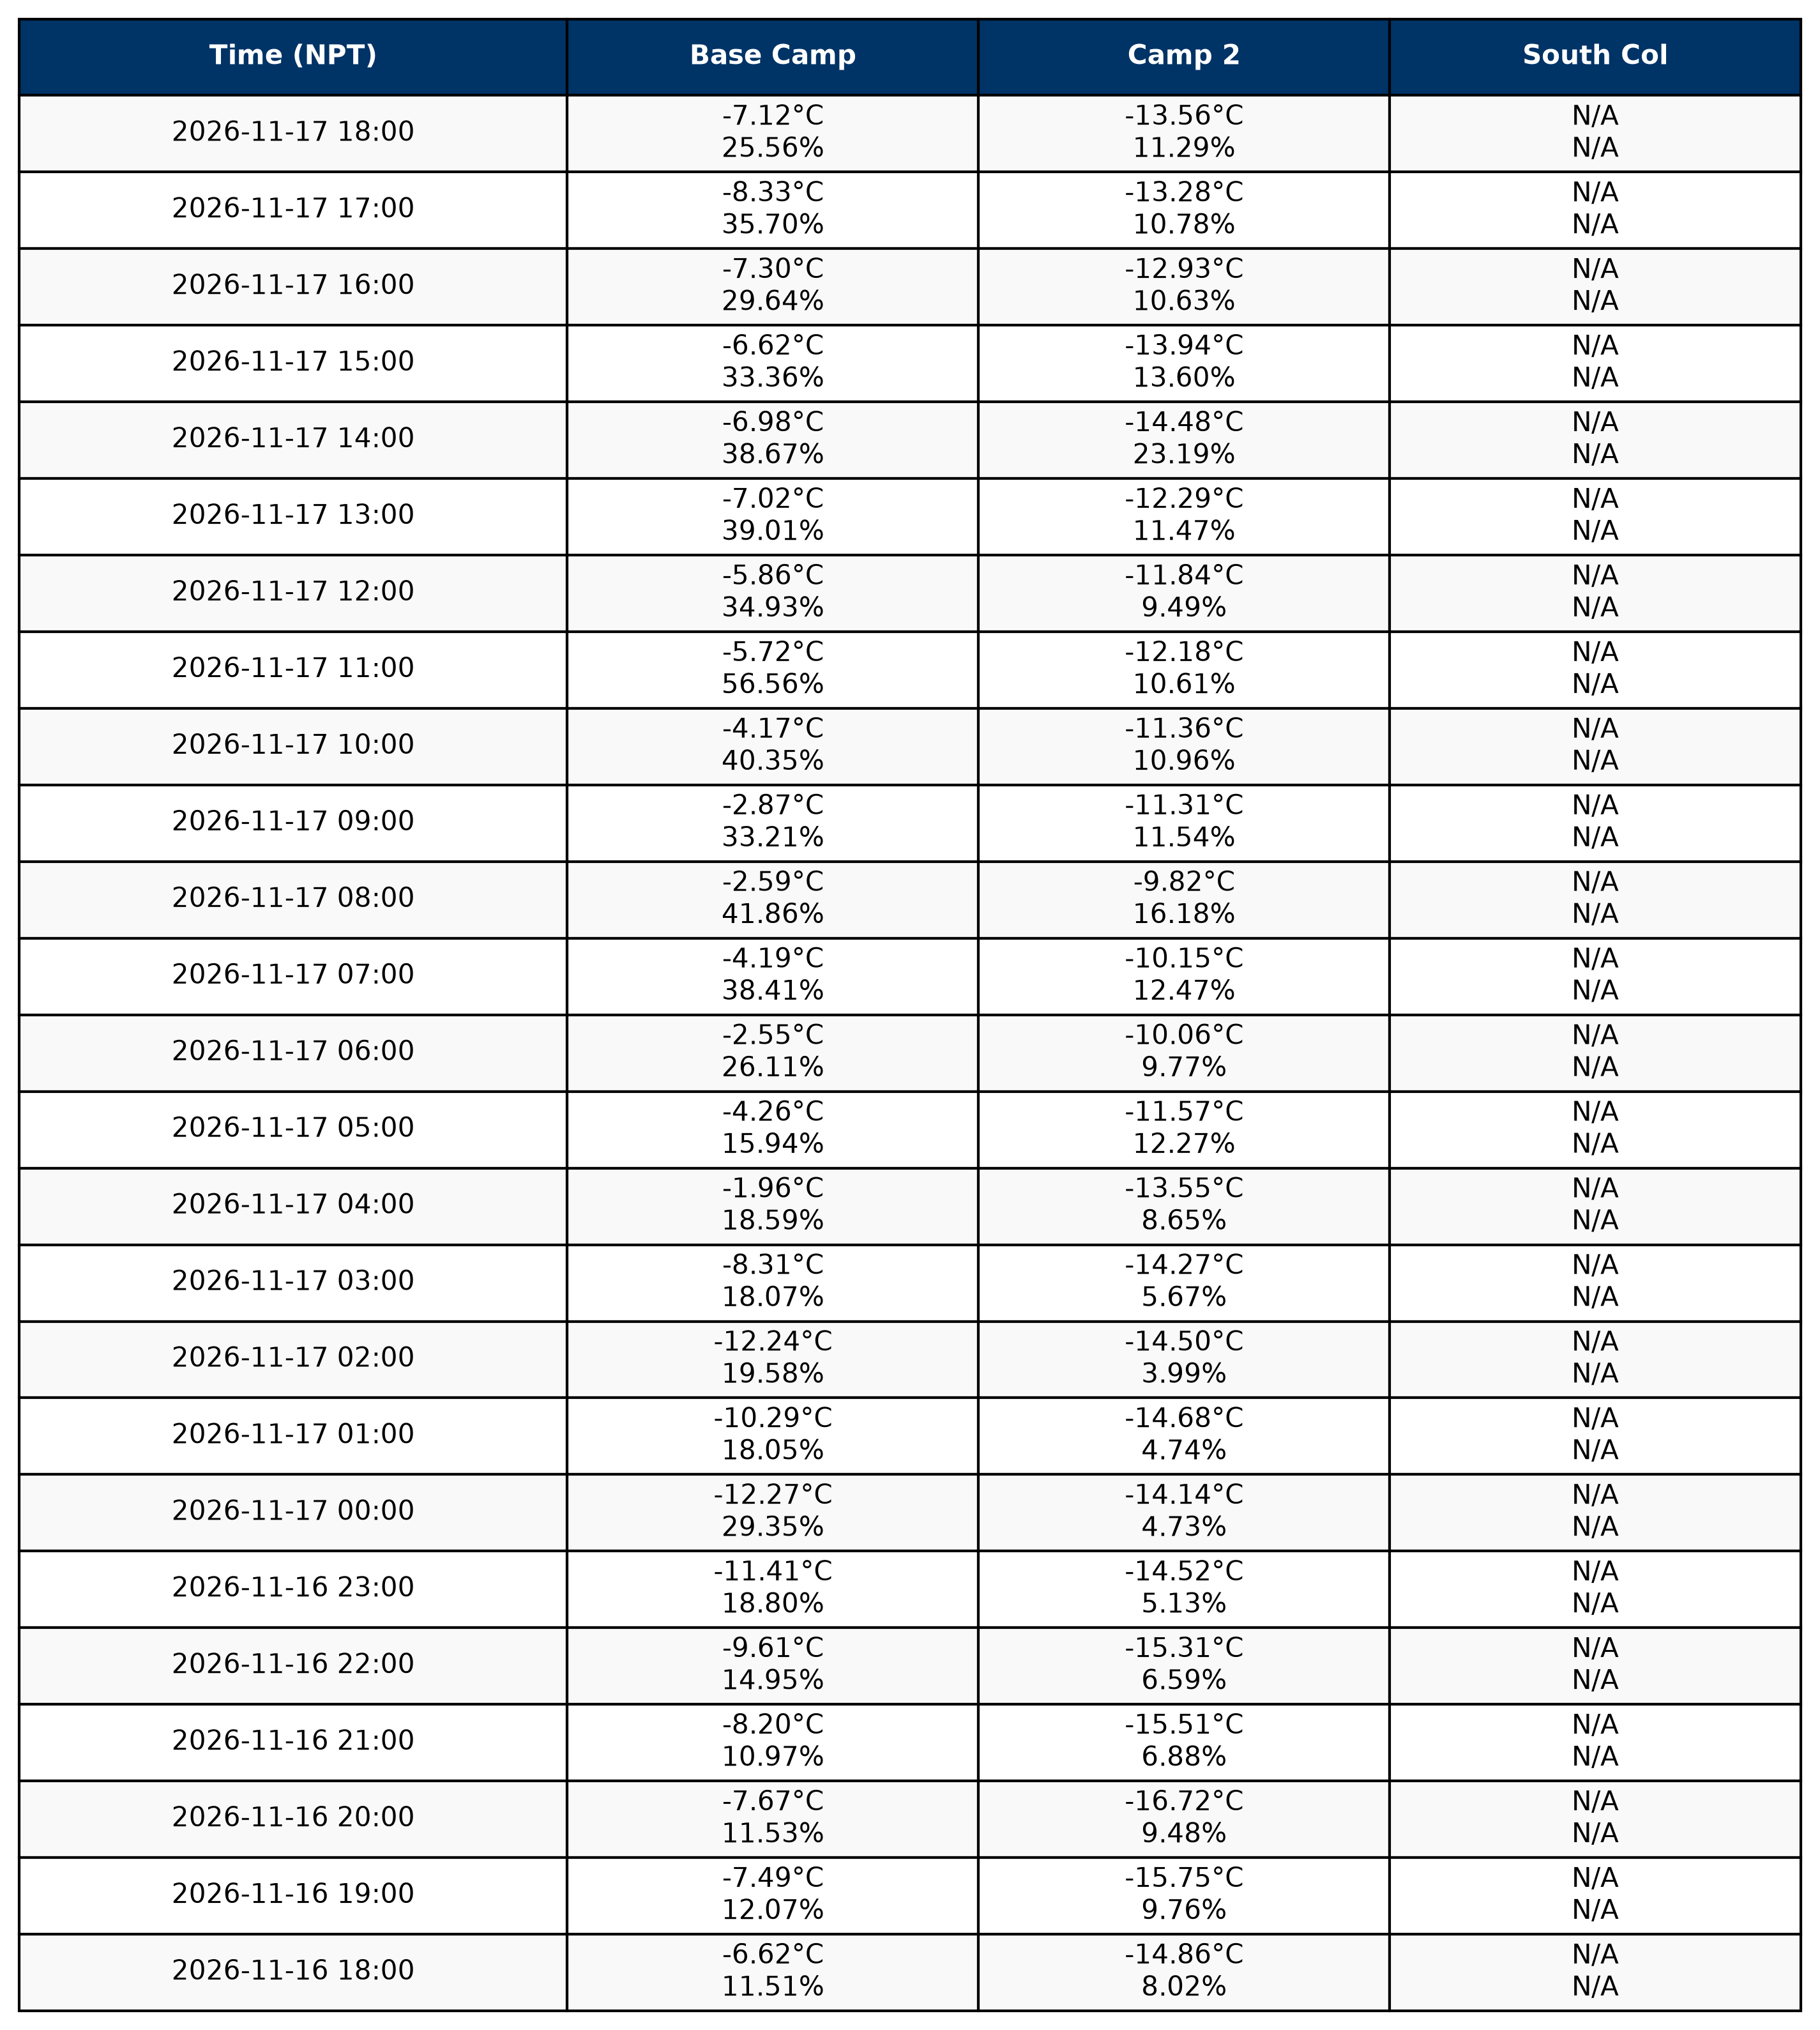 Time (NPT) Base Camp Camp 2 South Col
2026-11-17 18:00 -7.12°C -13.56°C N/A
25.56% 11.29% N/A
2026-11-17 17:00 -8.33°C -13.28°C N/A
35.70% 10.78% N/A
2026-11-17 16:00 -7.30°C -12.93°C N/A
29.64% 10.63% N/A
2026-11-17 15:00 -6.62°C -13.94°C N/A
33.36% 13.60% N/A
2026-11-17 14:00 -6.98°C -14.48°C N/A
38.67% 23.19% N/A
2026-11-17 13:00 -7.02°C -12.29°C N/A
39.01% 11.47% N/A
2026-11-17 12:00 -5.86°C -11.84°C N/A
34.93% 9.49% N/A
2026-11-17 11:00 -5.72°C -12.18°C N/A
56.56% 10.61% N/A
2026-11-17 10:00 -4.17°C -11.36°C N/A
40.35% 10.96% N/A
2026-11-17 09:00 -2.87°C -11.31°C N/A
33.21% 11.54% N/A
2026-11-17 08:00 -2.59°C -9.82°C N/A
41.86% 16.18% N/A
2026-11-17 07:00 -4.19°C -10.15°C N/A
38.41% 12.47% N/A
2026-11-17 06:00 -2.55°C -10.06°C N/A
26.11% 9.77% N/A
2026-11-17 05:00 -4.26°C -11.57°C N/A
15.94% 12.27% N/A
2026-11-17 04:00 -1.96°C -13.55°C N/A
18.59% 8.65% N/A
2026-11-17 03:00 -8.31°C -14.27°C N/A
18.07% 5.67% N/A
2026-11-17 02:00 -12.24°C -14.50°C N/A
19.58% 3.99% N/A
2026-11-17 01:00 -10.29°C -14.68°C N/A
18.05% 4.74% N/A
2026-11-17 00:00 -12.27°C -14.14°C N/A
29.35% 4.73% N/A
2026-11-16 23:00 -11.41°C -14.52°C N/A
18.80% 5.13% N/A
2026-11-16 22:00 -9.61°C -15.31°C N/A
14.95% 6.59% N/A
2026-11-16 21:00 -8.20°C -15.51°C N/A
10.97% 6.88% N/A
2026-11-16 20:00 -7.67°C -16.72°C N/A
11.53% 9.48% N/A
2026-11-16 19:00 -7.49°C -15.75°C N/A
12.07% 9.76% N/A
2026-11-16 18:00 -6.62°C -14.86°C N/A
11.51% 8.02% N/A